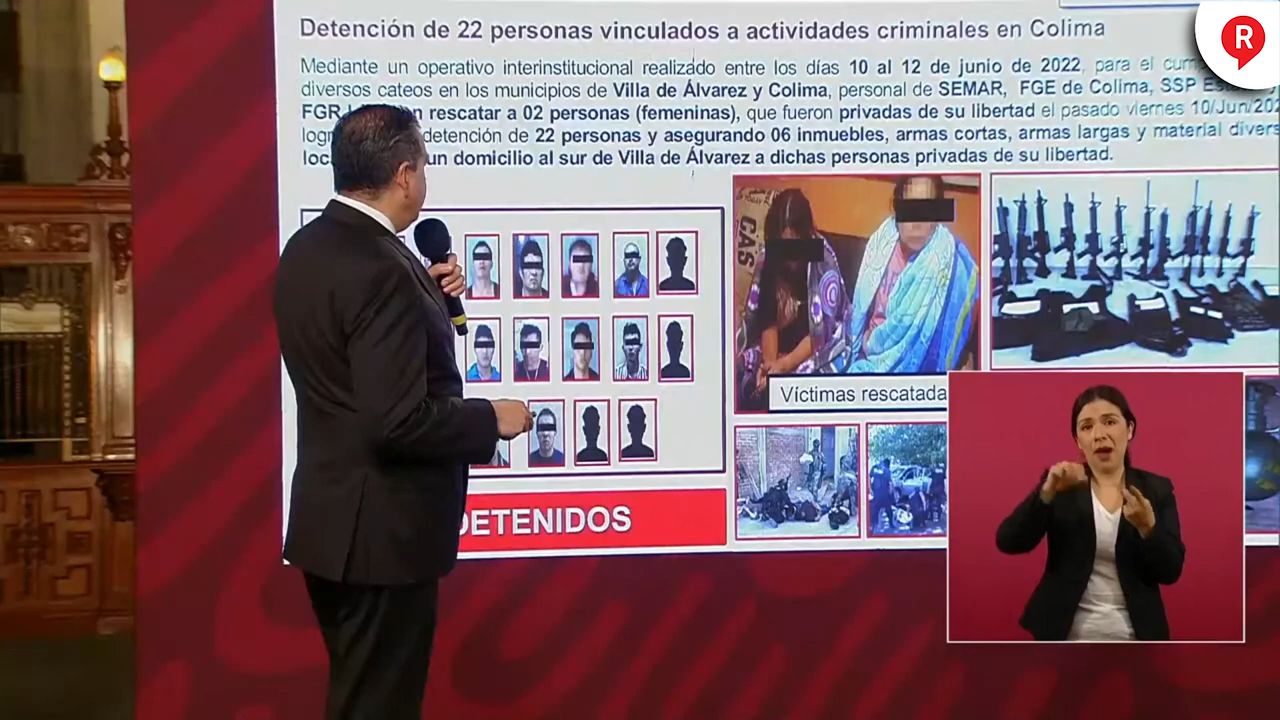 Detención de 22 personas vinculados a actividades criminales en Colima
Mediante un operativo interinstitucional realizado entre los días 10 al 12 de junio de 2022, para el
diversos cateos en los municipios de Villa de Álvarez y Colima, personal de SEMAR, FGE de Colima, SSP
FGR rescatar a 02 personas (femeninas), que fueron privadas de su libertad el pasado viernes 10/Jun/
detención de 22 personas y asegurando 06 inmuebles, armas cortas, armas largas y material
un domicilio al sur de Villa de Álvarez a dichas personas privadas de su libertad.
CAS
Víctimas
DETENIDOS
R